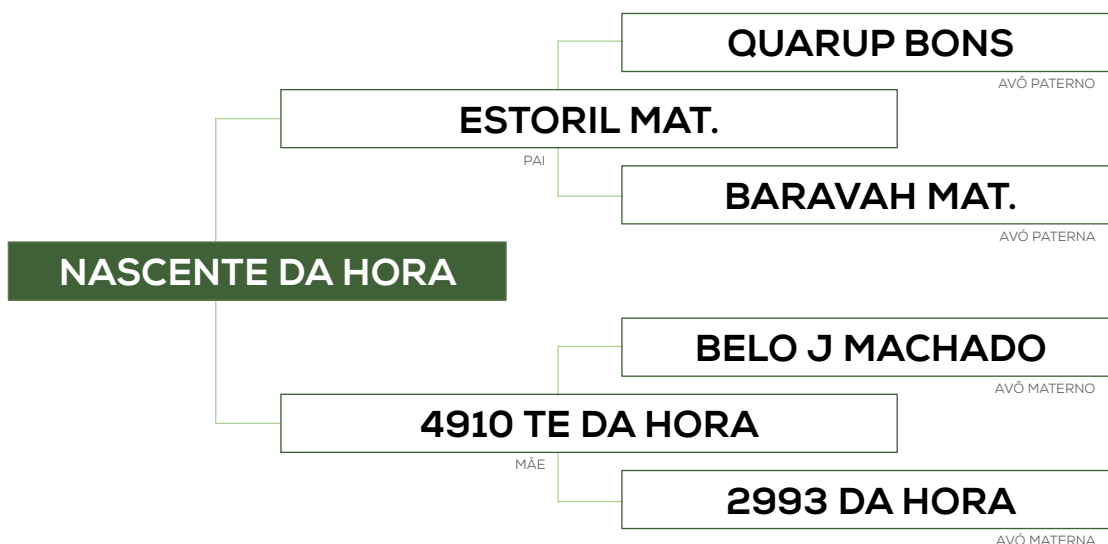 QUARUP BONS
AVÔ PATERNO
ESTORIL MAT.
PAI
BARAVAH MAT.
AVÓ PATERNA
NASCENTE DA HORA
BELO J MACHADO
AVÔ MATERNO
4910 TE DA HORA
MÃE
2993 DA HORA
AVÓ MATERNA